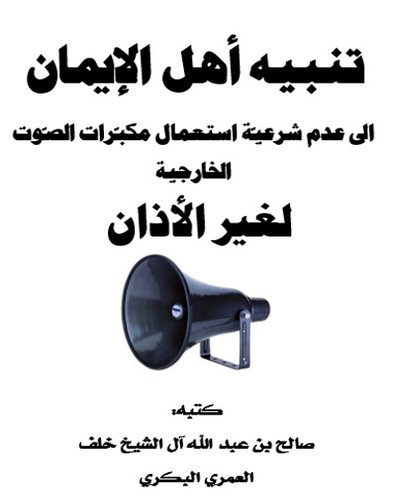 تنبيه أهل الإيمان
الى عدم شرعية استعمال مكبرات الصوت
الخارجية
لغير الأذان
كتبه:
صالح بن عبد الله آل الشيخ خلف
العمري البكري